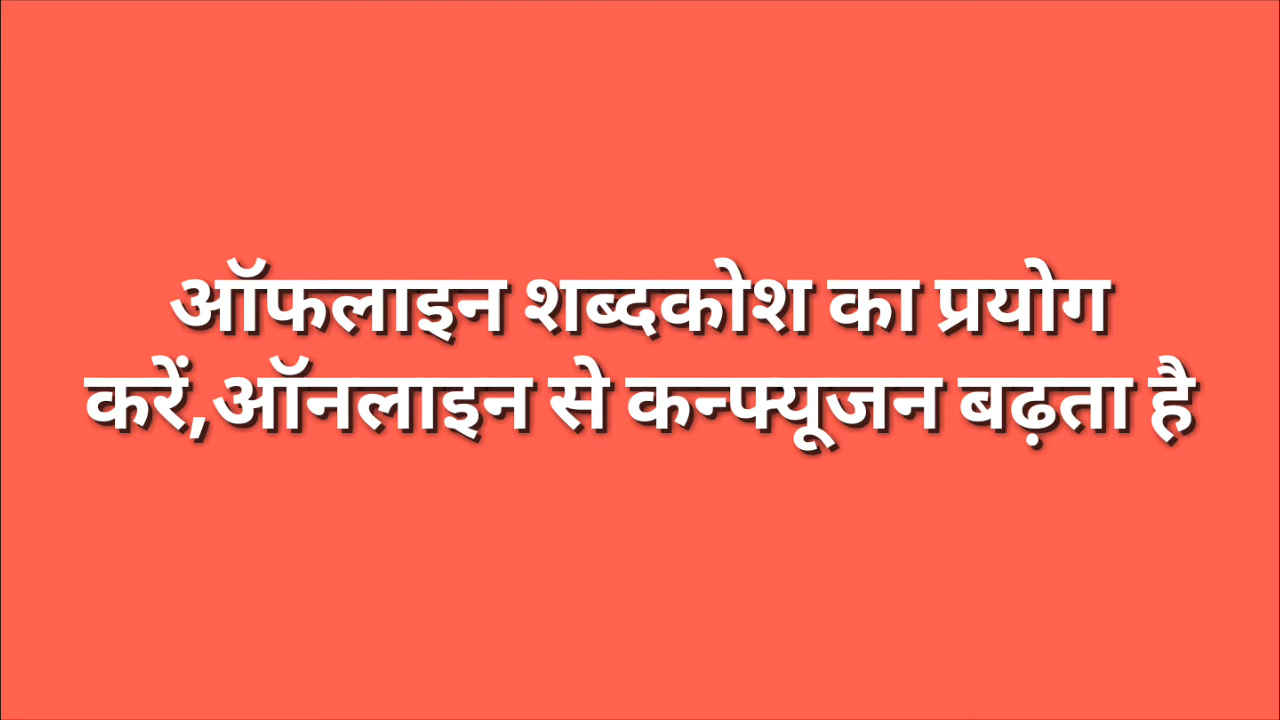 ऑफलाइन शब्दकोश का प्रयोग
करें,ऑनलाइन से कन्फ्यूजन बढ़ता है